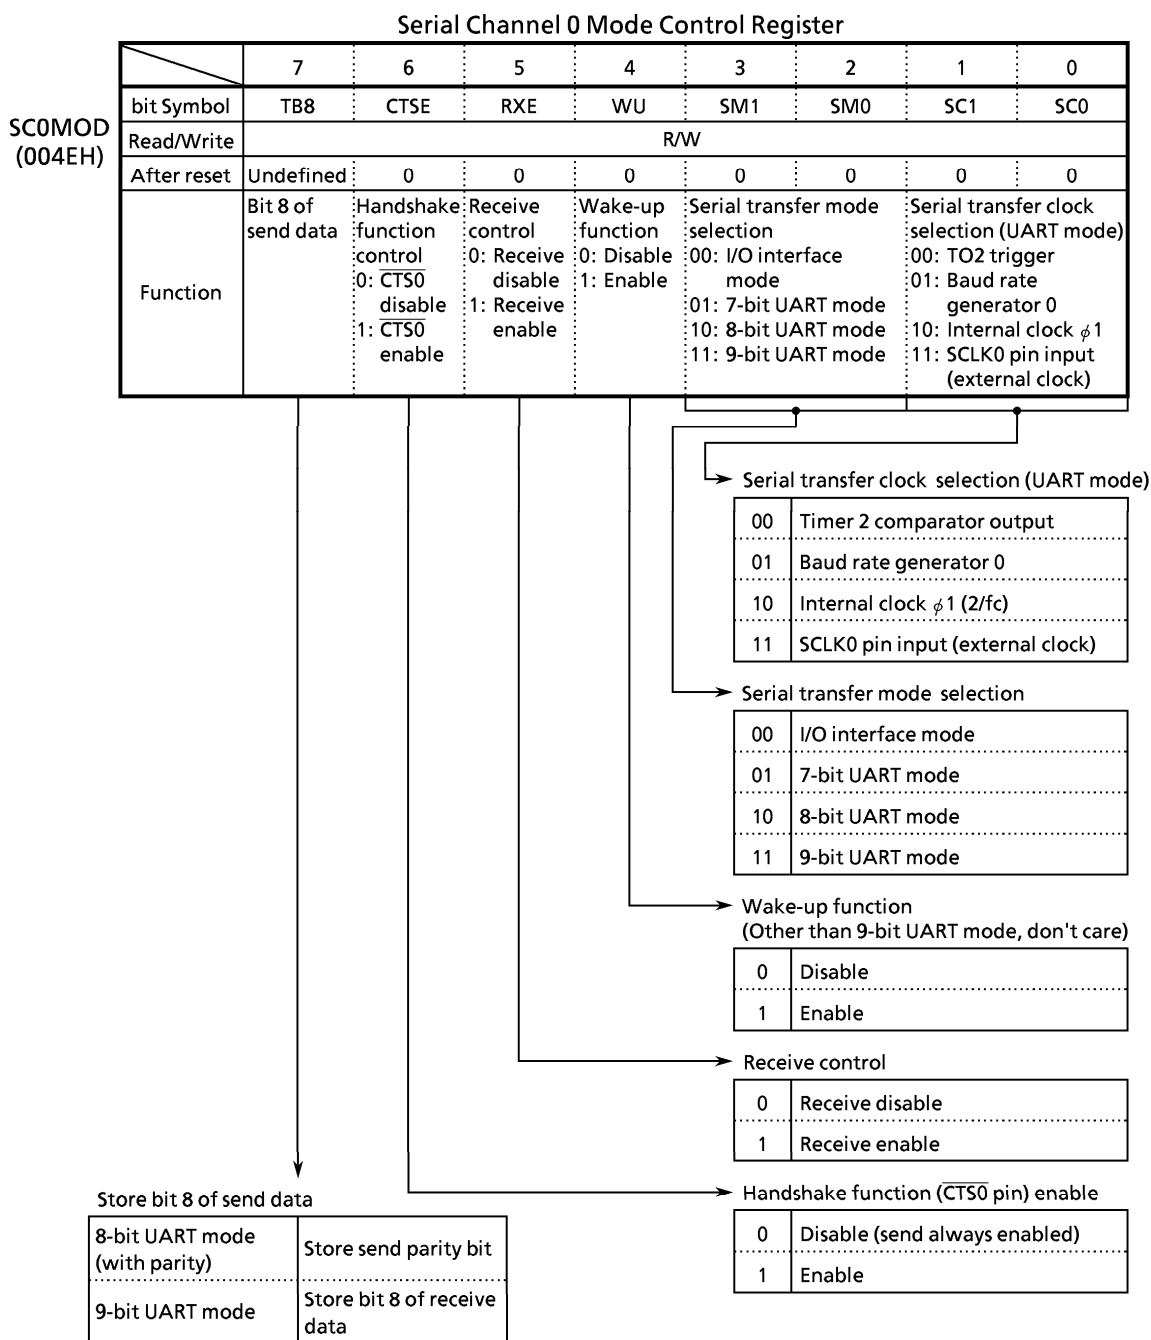 Serial Channel 0 Mode Control Register
SC0MOD
(004EH)
7 6 5 4 3 2 1 0
bit Symbol TB8 CTSE RXE WU SM1 SM0 SC1 SC0
Read/Write R/W
After reset Undefined 0 0 0 0 0 0 0
Function
Bit 8 of
send data
Handshake
function
control
0: C̅T̅S̅0̅
disable
1: C̅T̅S̅0̅
enable
Receive
control
0: Receive
disable
1: Receive
enable
Wake-up
function
0: Disable
1: Enable
Serial transfer mode
selection
00: I/O interface
mode
01: 7-bit UART mode
10: 8-bit UART mode
11: 9-bit UART mode
Serial transfer clock
selection (UART mode)
00: TO2 trigger
01: Baud rate
generator 0
10: Internal clock ϕ1
11: SCLK0 pin input
(external clock)
Serial transfer clock selection (UART mode)
00 Timer 2 comparator output
01 Baud rate generator 0
10 Internal clock ϕ1 (2/fc)
11 SCLK0 pin input (external clock)
Serial transfer mode selection
00 I/O interface mode
01 7-bit UART mode
10 8-bit UART mode
11 9-bit UART mode
Wake-up function
(Other than 9-bit UART mode, don't care)
0 Disable
1 Enable
Receive control
0 Receive disable
1 Receive enable
Handshake function (C̅T̅S̅0̅ pin) enable
0 Disable (send always enabled)
1 Enable
Store bit 8 of send data
8-bit UART mode
(with parity)
Store send parity bit
9-bit UART mode
Store bit 8 of receive
data